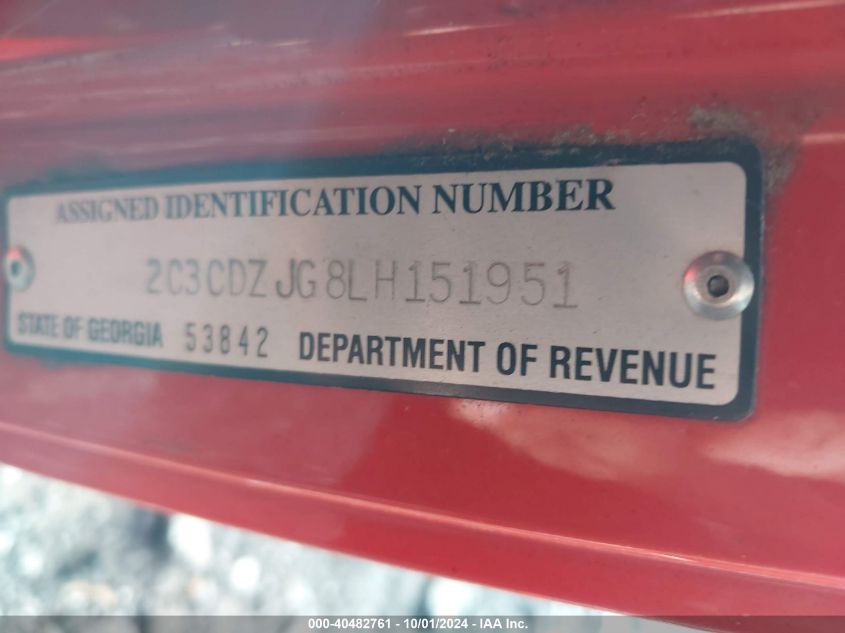 ASSIGNED IDENTIFICATION NUMBER
2C3CDZJG8LH151951
STATE OF GEORGIA 53842 DEPARTMENT OF REVENUE
000-40482761 - 10/01/2024 - IAA Inc.